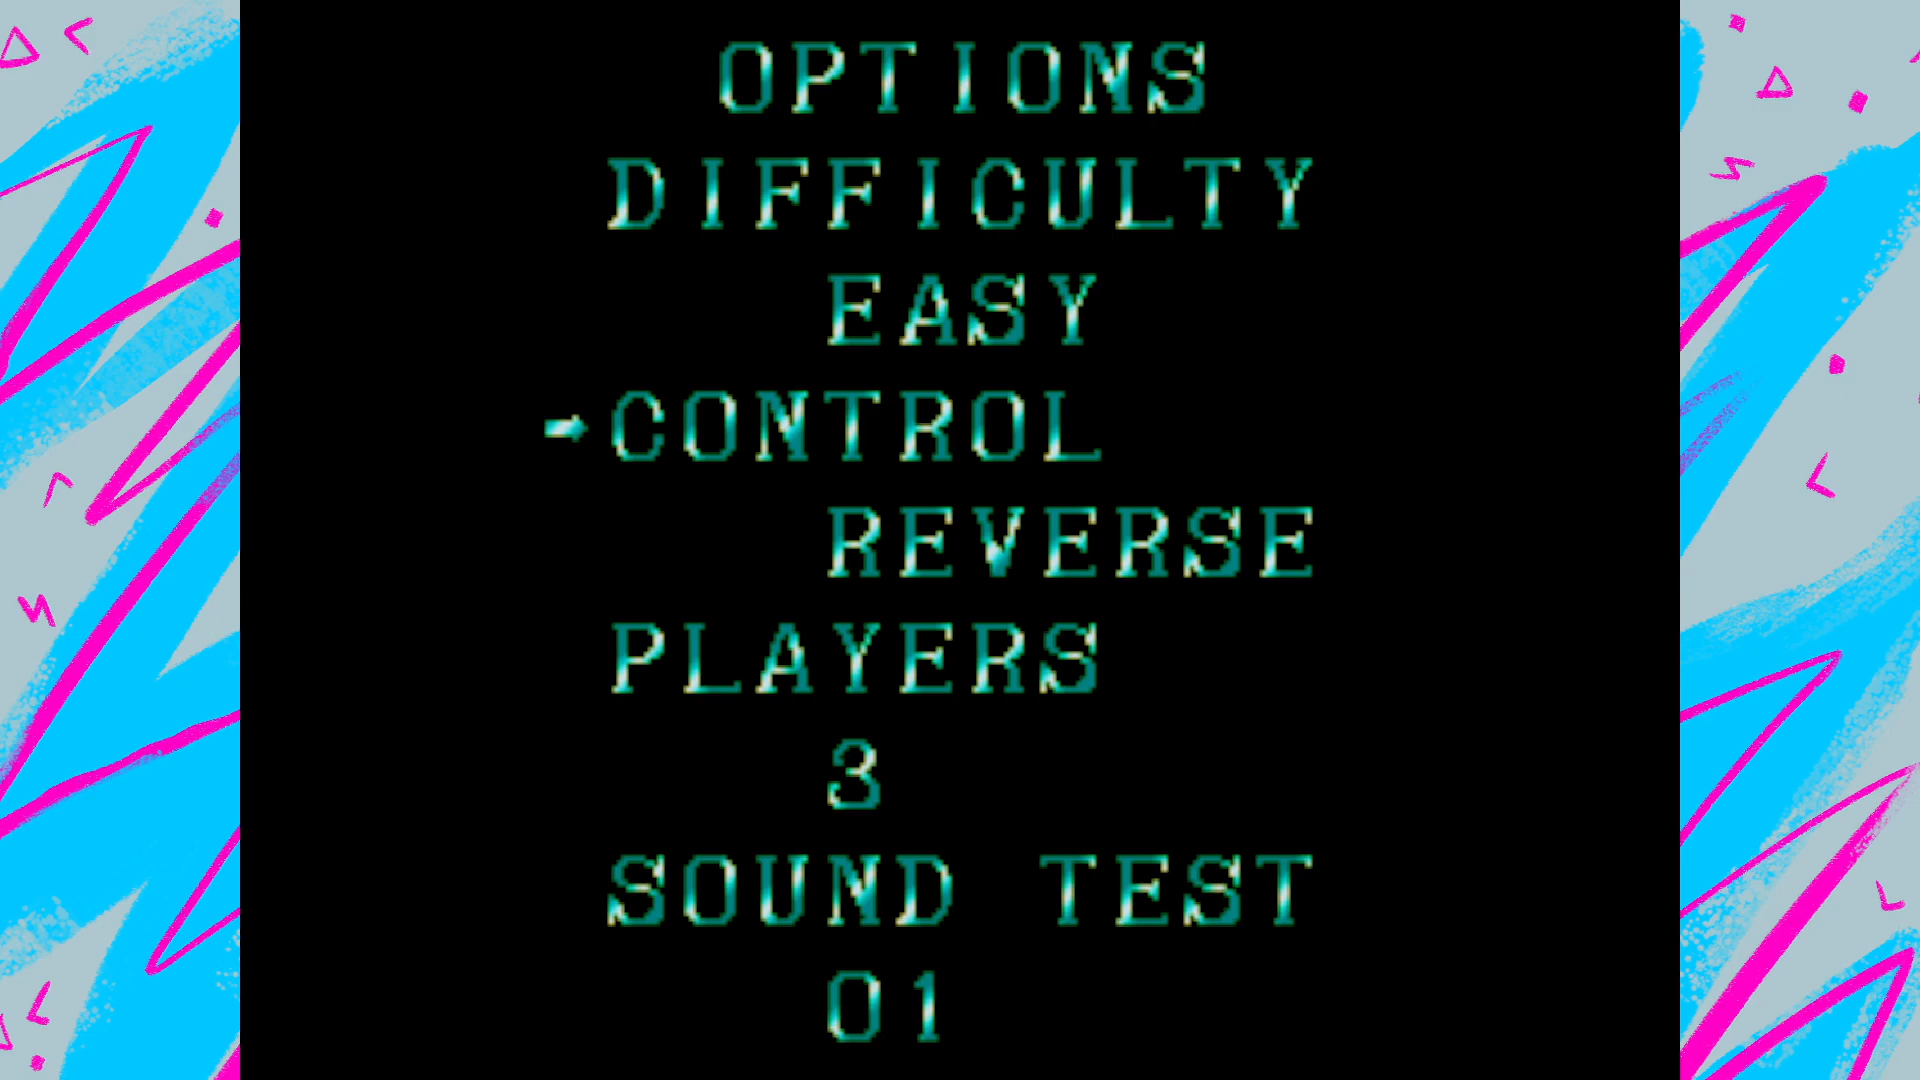 OPTIONS
DIFFICULTY
EASY
CONTROL
REVERSE
PLAYERS
3
SOUND TEST
01